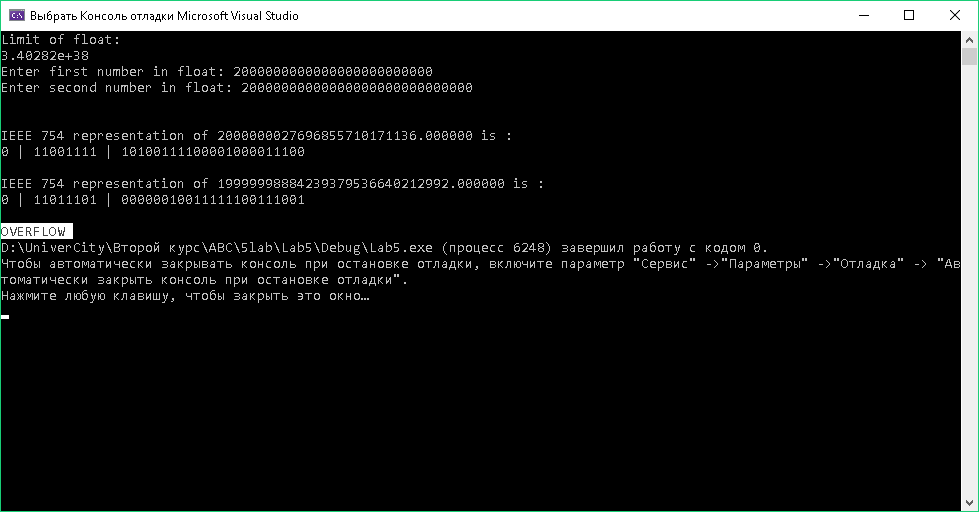 Выбрать Консоль отладки Microsoft Visual Studio
Limit of float:
3.40282e+38
Enter first number in float: 2000000000000000000000000
Enter second number in float: 20000000000000000000000000000
IEEE 754 representation of 2000000027696855710171136.000000 is :
0 | 11001111 | 10100111100001000011100
IEEE 754 representation of 19999998884239379536640212992.000000 is :
0 | 11011101 | 00000010011111100111001
OVERFLOW
D:\UniverCity\Второй курс\ABC\5lab\Lab5\Debug\Lab5.exe (процесс 6248) завершил работу с кодом 0.
Чтобы автоматически закрывать консоль при остановке отладки, включите параметр "Сервис" ->"Параметры" ->"Отладка" -> "Ав
томатически закрыть консоль при остановке отладки".
Нажмите любую клавишу, чтобы закрыть это окно…